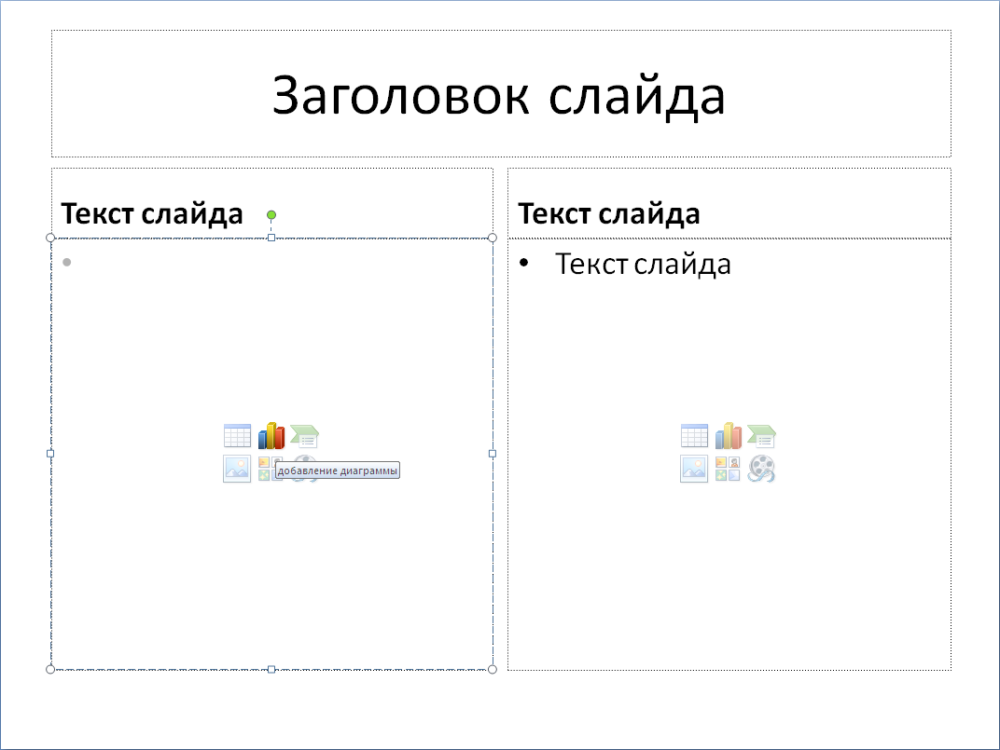 Заголовок слайда
Текст слайда
Текст слайда
• Текст слайда
добавление диаграммы